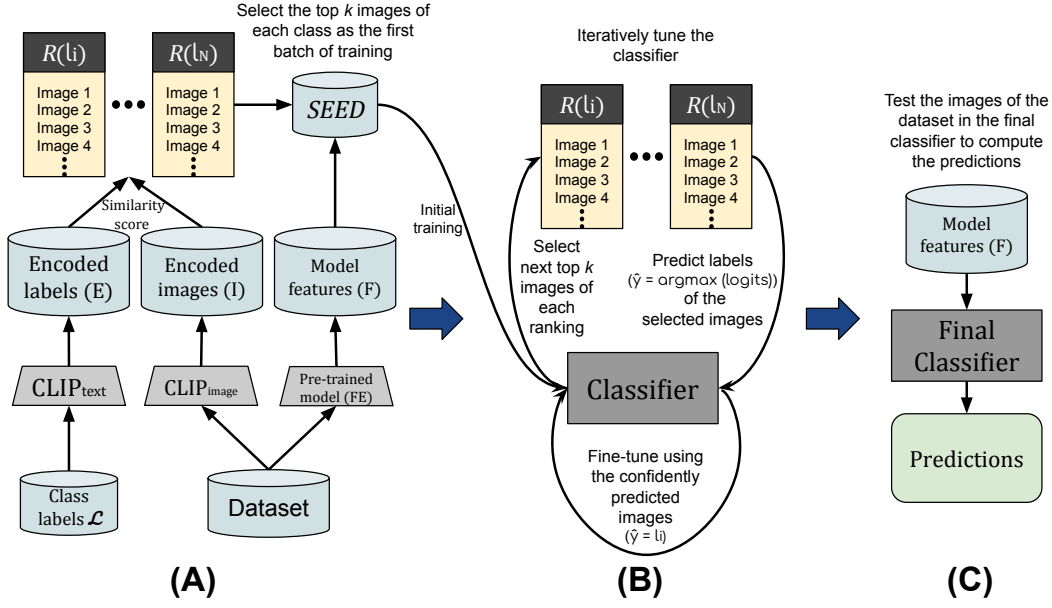 Select the top k images of
each class as the first
batch of training
R(li)
Image 1
Image 2
Image 3
Image 4
R(lN)
Image 1
Image 2
Image 3
Image 4
SEED
Similarity
score
Encoded
labels (E)
Encoded
images (I)
Model
features (F)
CLIPtext
CLIPimage
Pre-trained
model (FE)
Class
labels ℒ
Dataset
(A)
Initial
training
Iteratively tune the
classifier
R(li)
Image 1
Image 2
Image 3
Image 4
R(lN)
Image 1
Image 2
Image 3
Image 4
Select
next top k
images of
each
ranking
Predict labels
(ŷ = argmax (logits))
of the
selected images
Classifier
Fine-tune using
the confidently
predicted
images
(ŷ = li)
(B)
Test the images of the
dataset in the final
classifier to compute
the predictions
Model
features (F)
Final
Classifier
Predictions
(C)